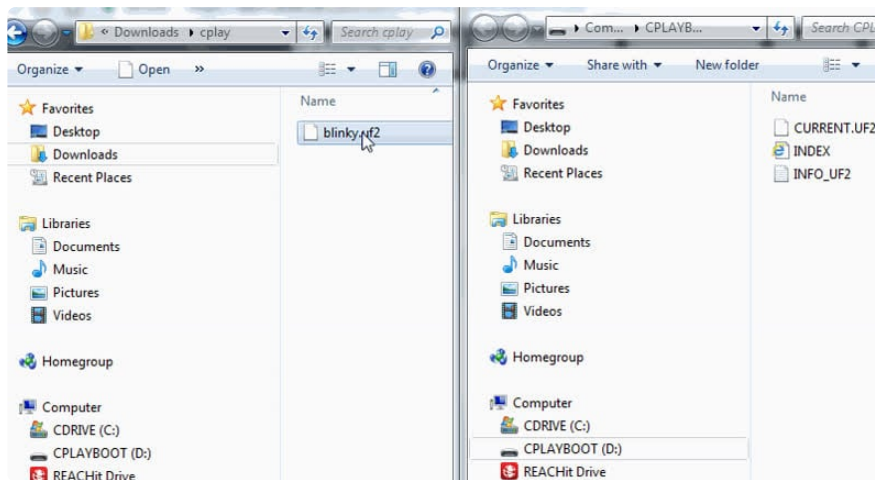 « Downloads cplay
Search cplay
Organize Open »
Favorites
Desktop
Downloads
Recent Places
Libraries
Documents
Music
Pictures
Videos
Homegroup
Computer
CDRIVE (C:)
CPLAYBOOT (D:)
REACHit Drive
Name
blinky.uf2
Com... CPLAYB...
Search CPL
Organize Share with New folder
Favorites
Desktop
Downloads
Recent Places
Libraries
Documents
Music
Pictures
Videos
Homegroup
Computer
CDRIVE (C:)
CPLAYBOOT (D:)
REACHit Drive
Name
CURRENT.UF2
INDEX
INFO_UF2